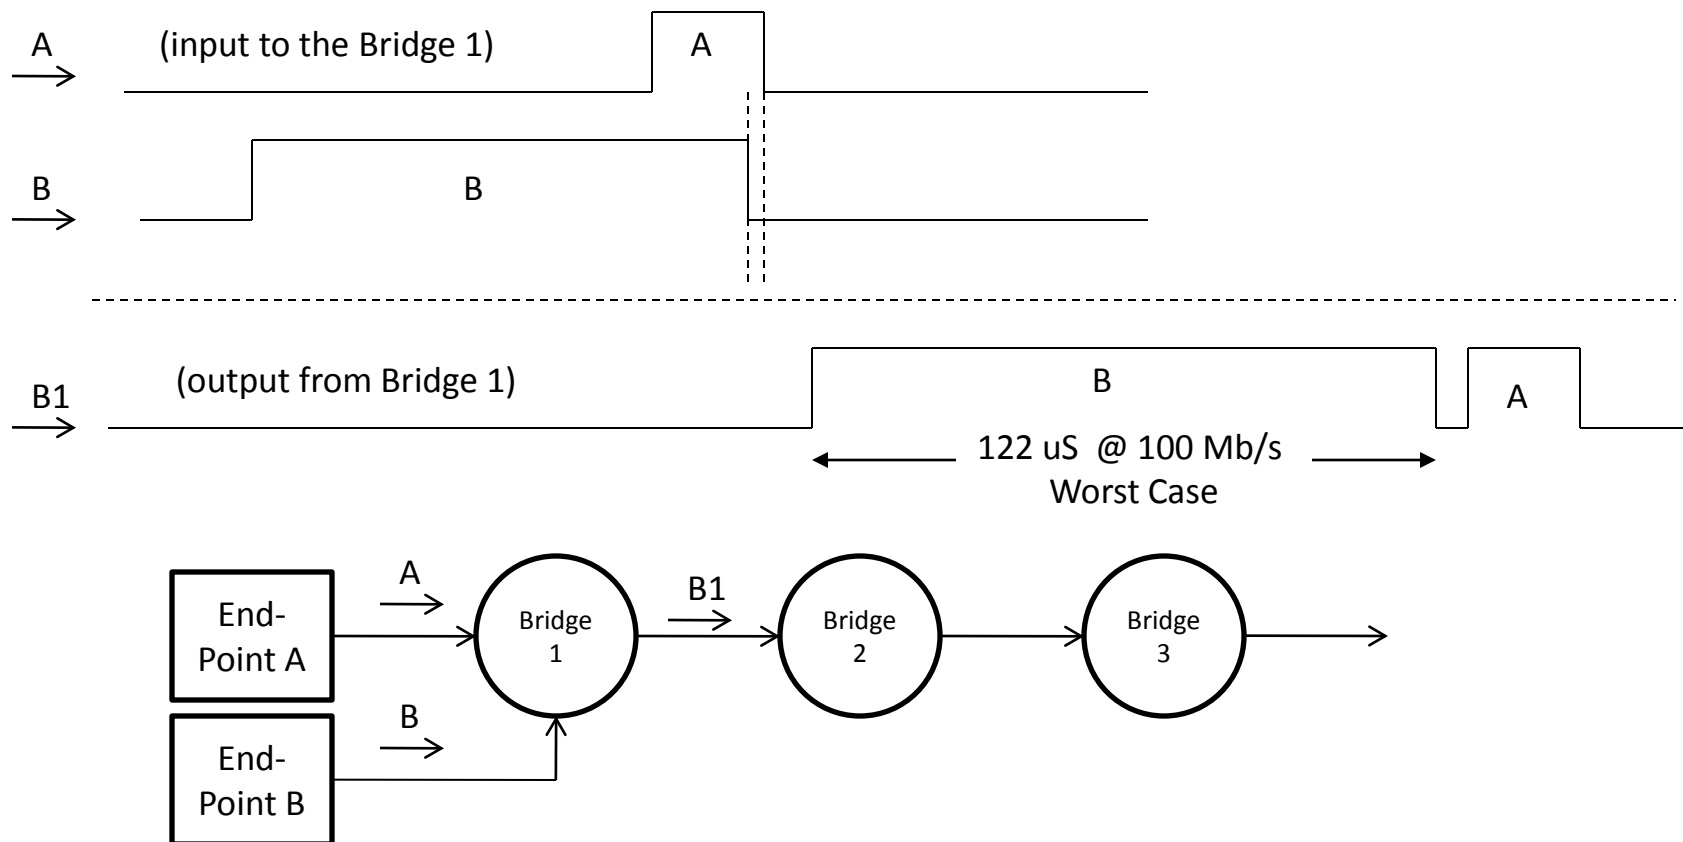 A (input to the Bridge 1) A
B B
B1 (output from Bridge 1) B A
122 uS @ 100 Mb/s
Worst Case
A
B1
End-
Point A
Bridge
1
Bridge
2
Bridge
3
B
End-
Point B